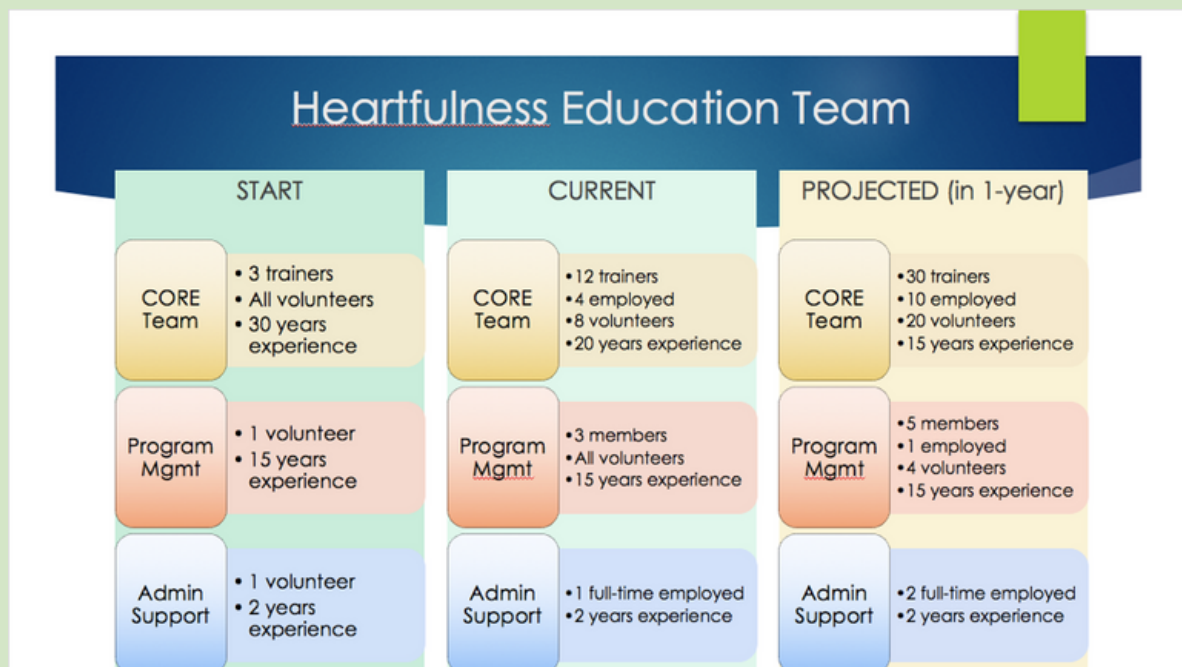 Heartfulness Education Team
START
CORE
Team
• 3 trainers
• All volunteers
• 30 years
experience
Program
Mgmt
• 1 volunteer
• 15 years
experience
Admin
Support
• 1 volunteer
• 2 years
experience
CURRENT
CORE
Team
•12 trainers
•4 employed
•8 volunteers
•20 years experience
Program
Mgmt
•3 members
•All volunteers
•15 years experience
Admin
Support
•1 full-time employed
•2 years experience
PROJECTED (in 1-year)
CORE
Team
•30 trainers
•10 employed
•20 volunteers
•15 years experience
Program
Mgmt
•5 members
•1 employed
•4 volunteers
•15 years experience
Admin
Support
•2 full-time employed
•2 years experience